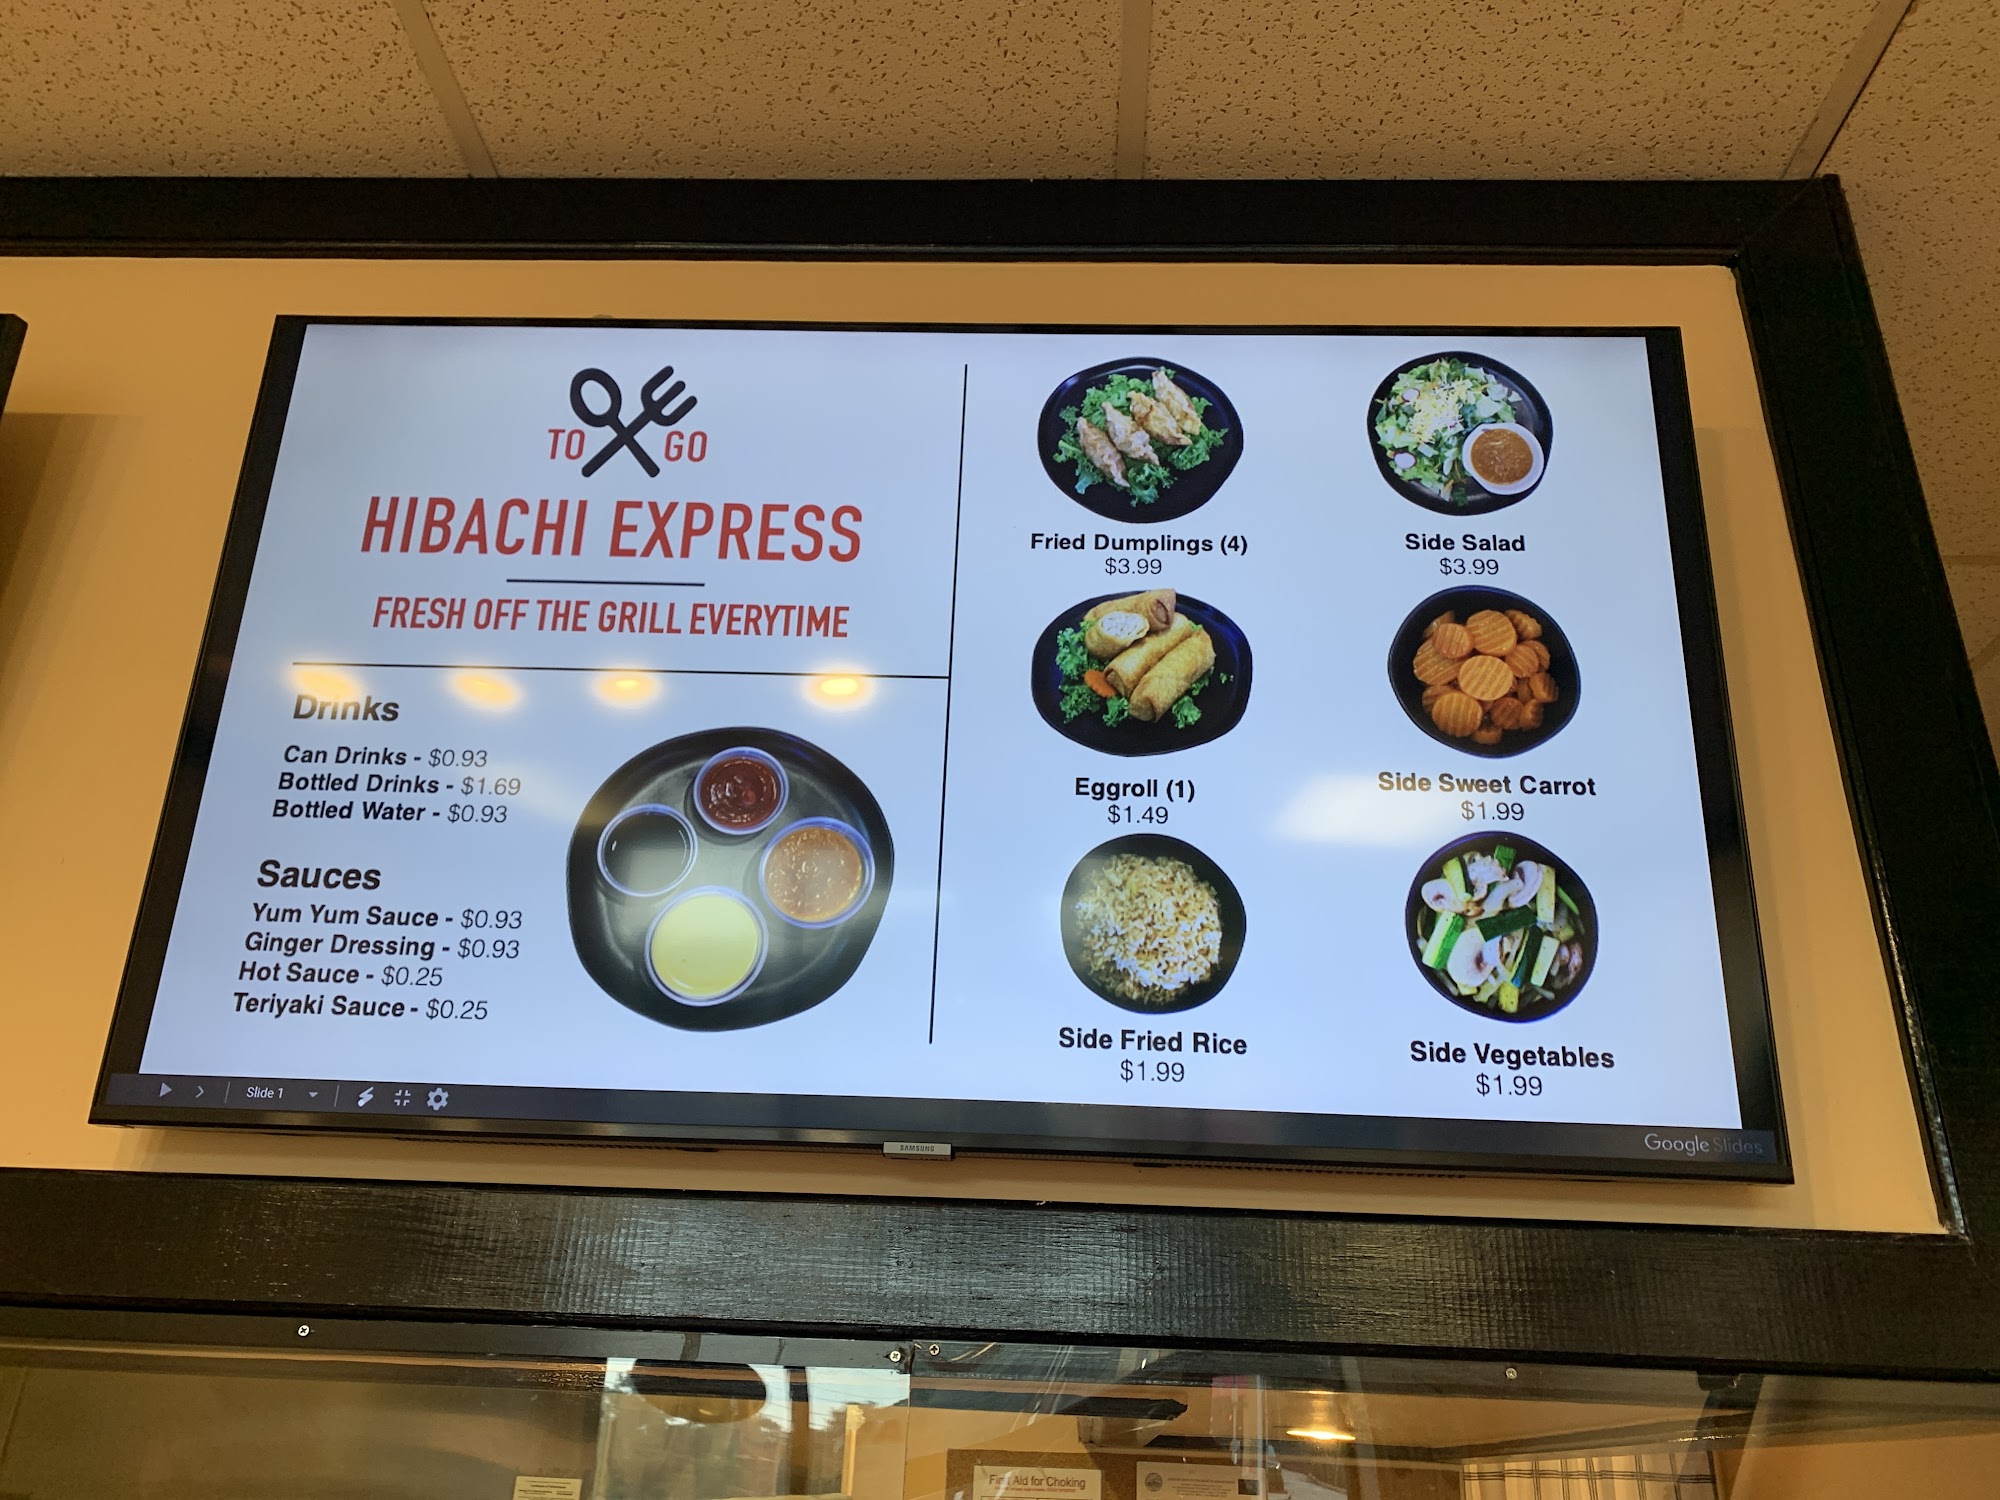 TO GO
HIBACHI EXPRESS
FRESH OFF THE GRILL EVERYTIME
Drinks
Can Drinks - $0.93
Bottled Drinks - $1.69
Bottled Water - $0.93
Sauces
Yum Yum Sauce - $0.93
Ginger Dressing - $0.93
Hot Sauce - $0.25
Teriyaki Sauce - $0.25
Fried Dumplings (4)
$3.99
Side Salad
$3.99
Eggroll (1)
$1.49
Side Sweet Carrot
$1.99
Side Fried Rice
$1.99
Side Vegetables
$1.99
Slide 1
Google Slides
SAMSUNG
First Aid for Choking